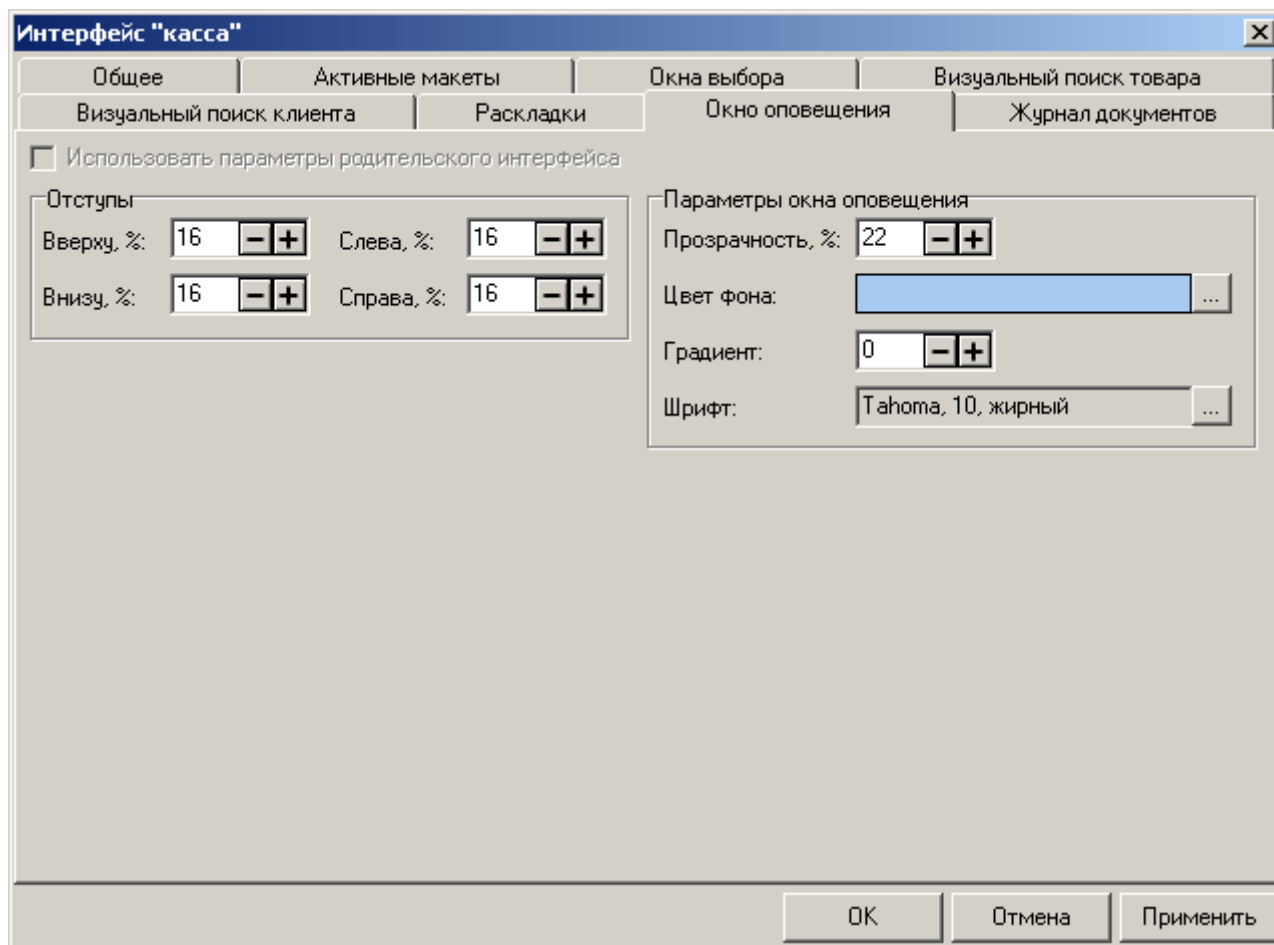 Интерфейс "касса"
Общее Активные макеты Окна выбора Визуальный поиск товара
Визуальный поиск клиента Раскладки Окно оповещения Журнал документов
Использовать параметры родительского интерфейса
Отступы
Вверху, %: 16 Слева, %: 16
Внизу, %: 16 Справа, %: 16
Параметры окна оповещения
Прозрачность, %: 22
Цвет фона: ...
Градиент: 0
Шрифт: Tahoma, 10, жирный ...
ОК Отмена Применить